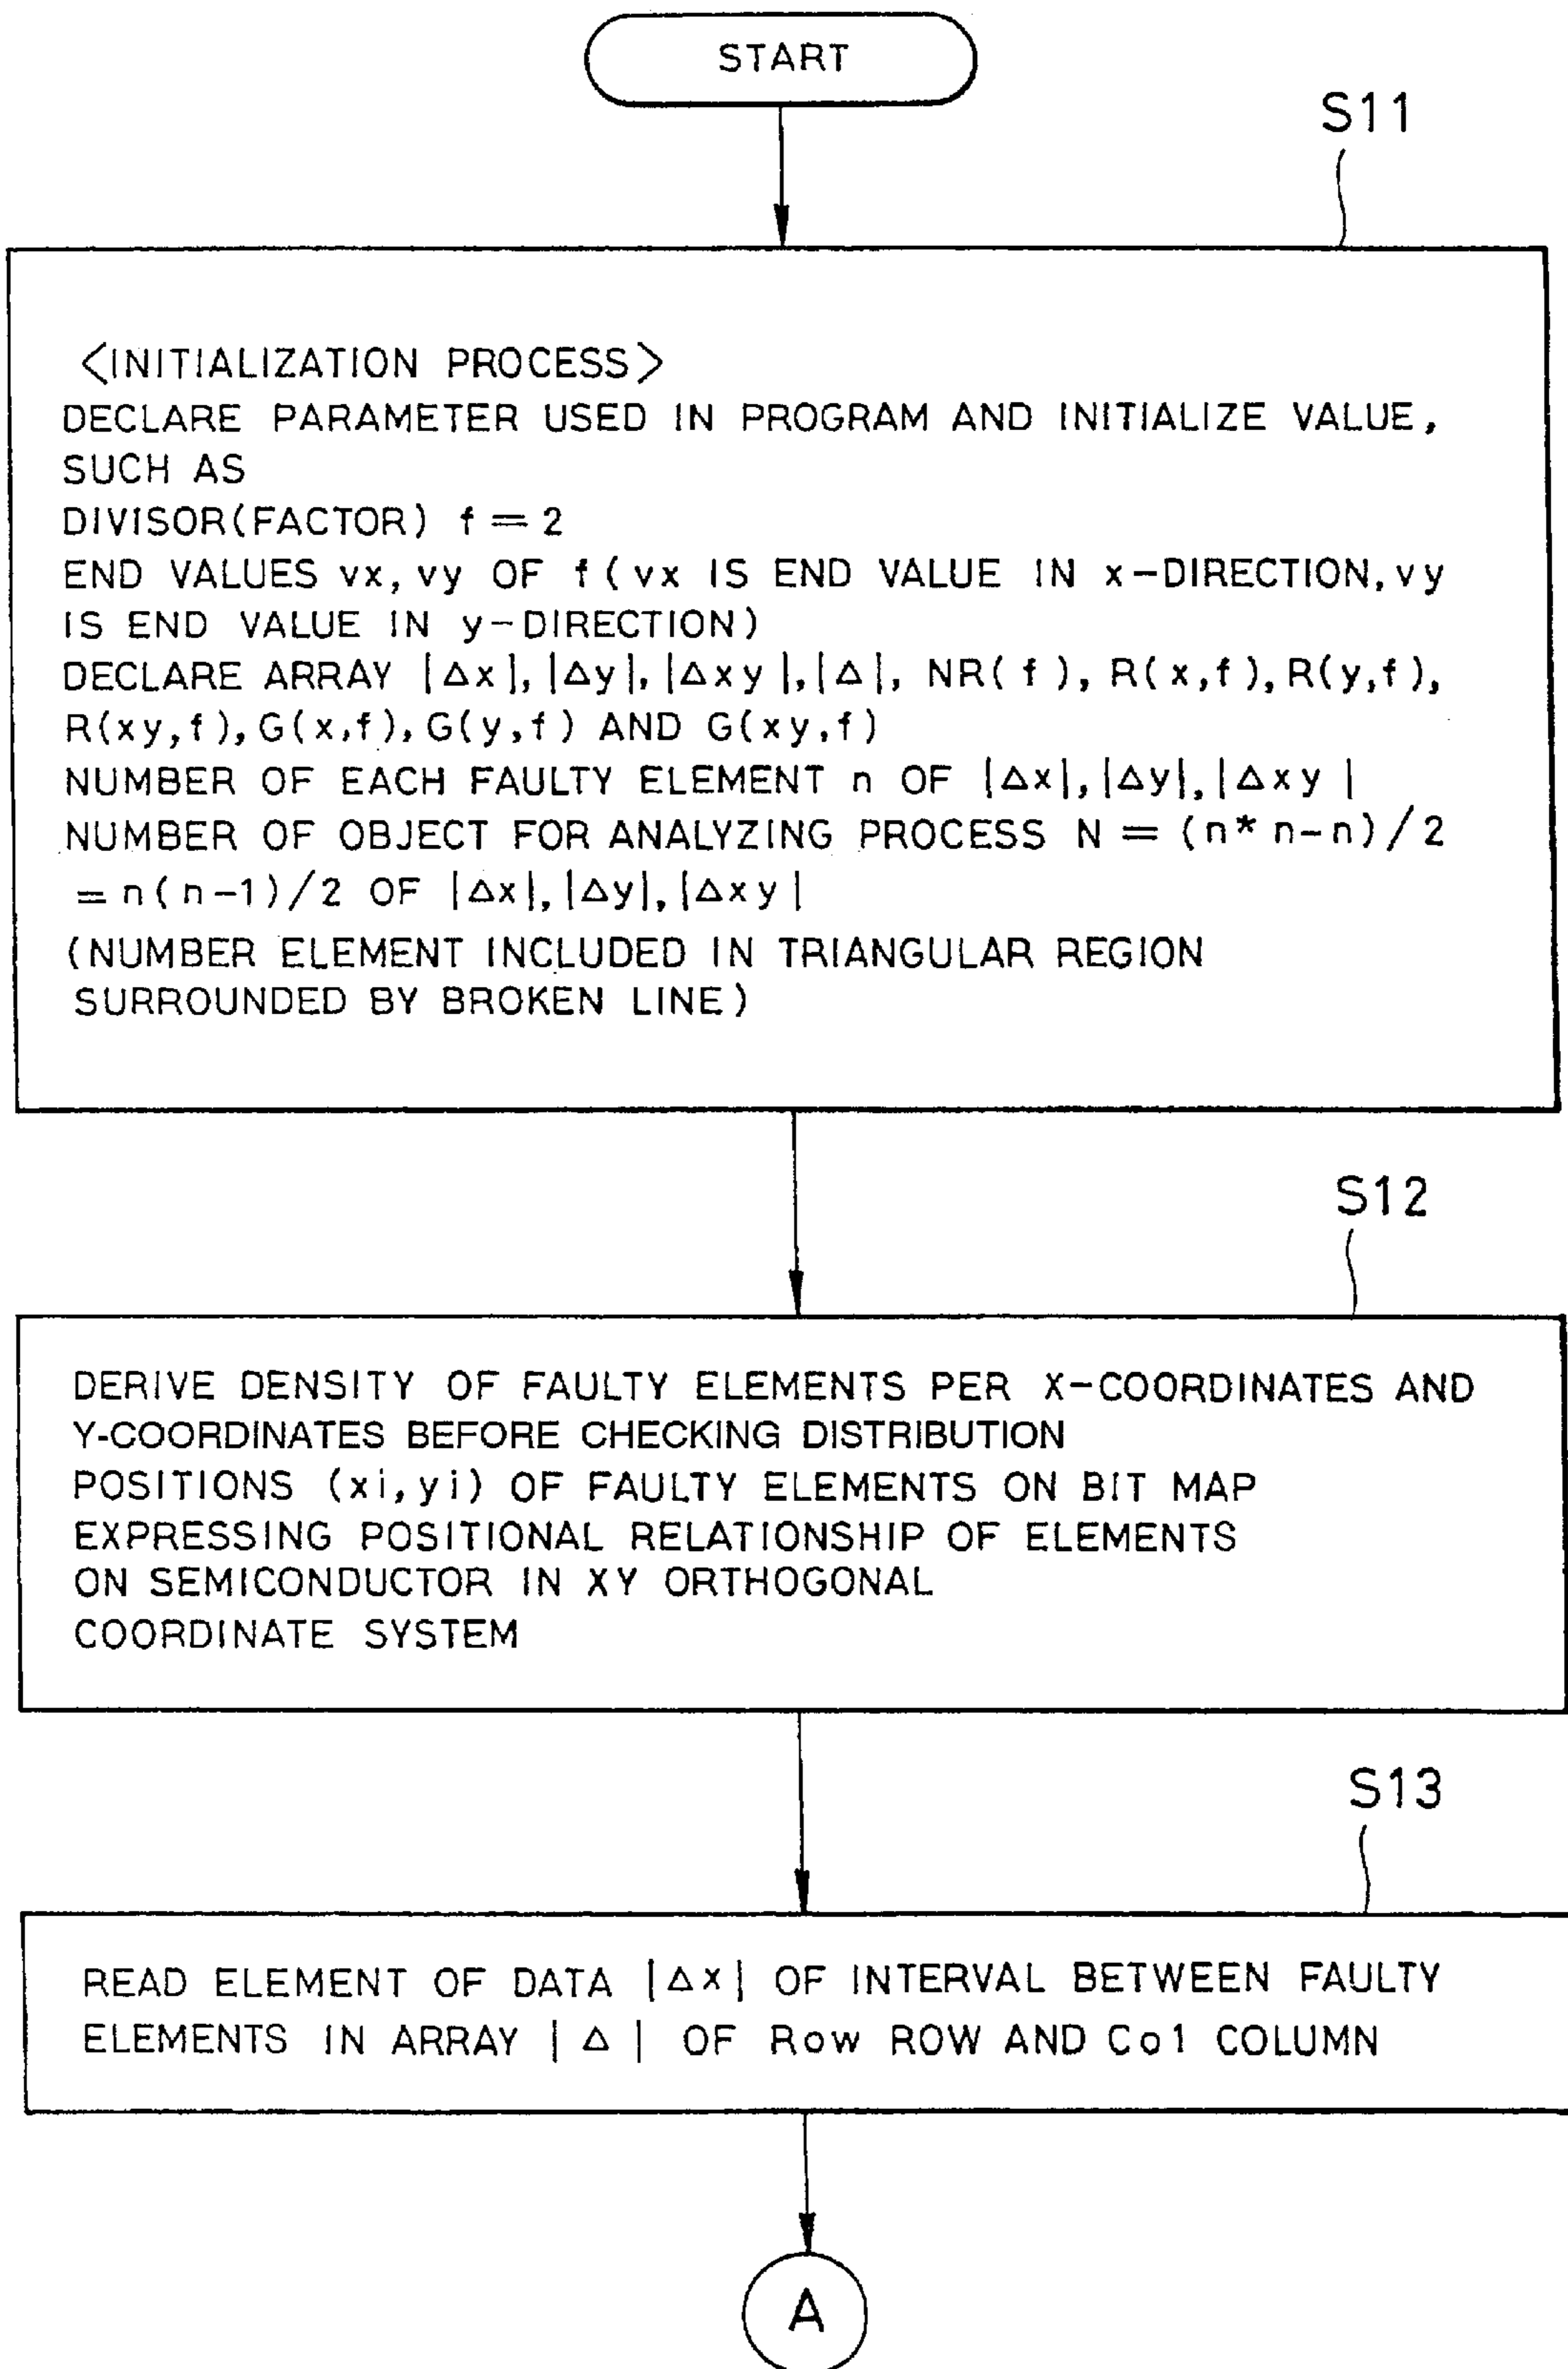 START
S11
<INITIALIZATION PROCESS>
DECLARE PARAMETER USED IN PROGRAM AND INITIALIZE VALUE,
SUCH AS
DIVISOR(FACTOR) f = 2
END VALUES vx, vy OF f ( vx IS END VALUE IN x-DIRECTION, vy
IS END VALUE IN y-DIRECTION)
DECLARE ARRAY |Δx|, |Δy|, |Δxy|, |Δ|, NR( f ), R(x,f), R(y,f),
R(xy,f), G(x,f), G(y,f) AND G(xy,f)
NUMBER OF EACH FAULTY ELEMENT n OF |Δx|, |Δy|, |Δxy |
NUMBER OF OBJECT FOR ANALYZING PROCESS N = (n* n-n)/2
= n(n-1)/2 OF |Δx|, |Δy|, |Δxy|
(NUMBER ELEMENT INCLUDED IN TRIANGULAR REGION
SURROUNDED BY BROKEN LINE)
S12
DERIVE DENSITY OF FAULTY ELEMENTS PER X-COORDINATES AND
Y-COORDINATES BEFORE CHECKING DISTRIBUTION
POSITIONS (xi, yi) OF FAULTY ELEMENTS ON BIT MAP
EXPRESSING POSITIONAL RELATIONSHIP OF ELEMENTS
ON SEMICONDUCTOR IN XY ORTHOGONAL
COORDINATE SYSTEM
S13
READ ELEMENT OF DATA |Δx| OF INTERVAL BETWEEN FAULTY
ELEMENTS IN ARRAY | Δ | OF Row ROW AND Col COLUMN
A